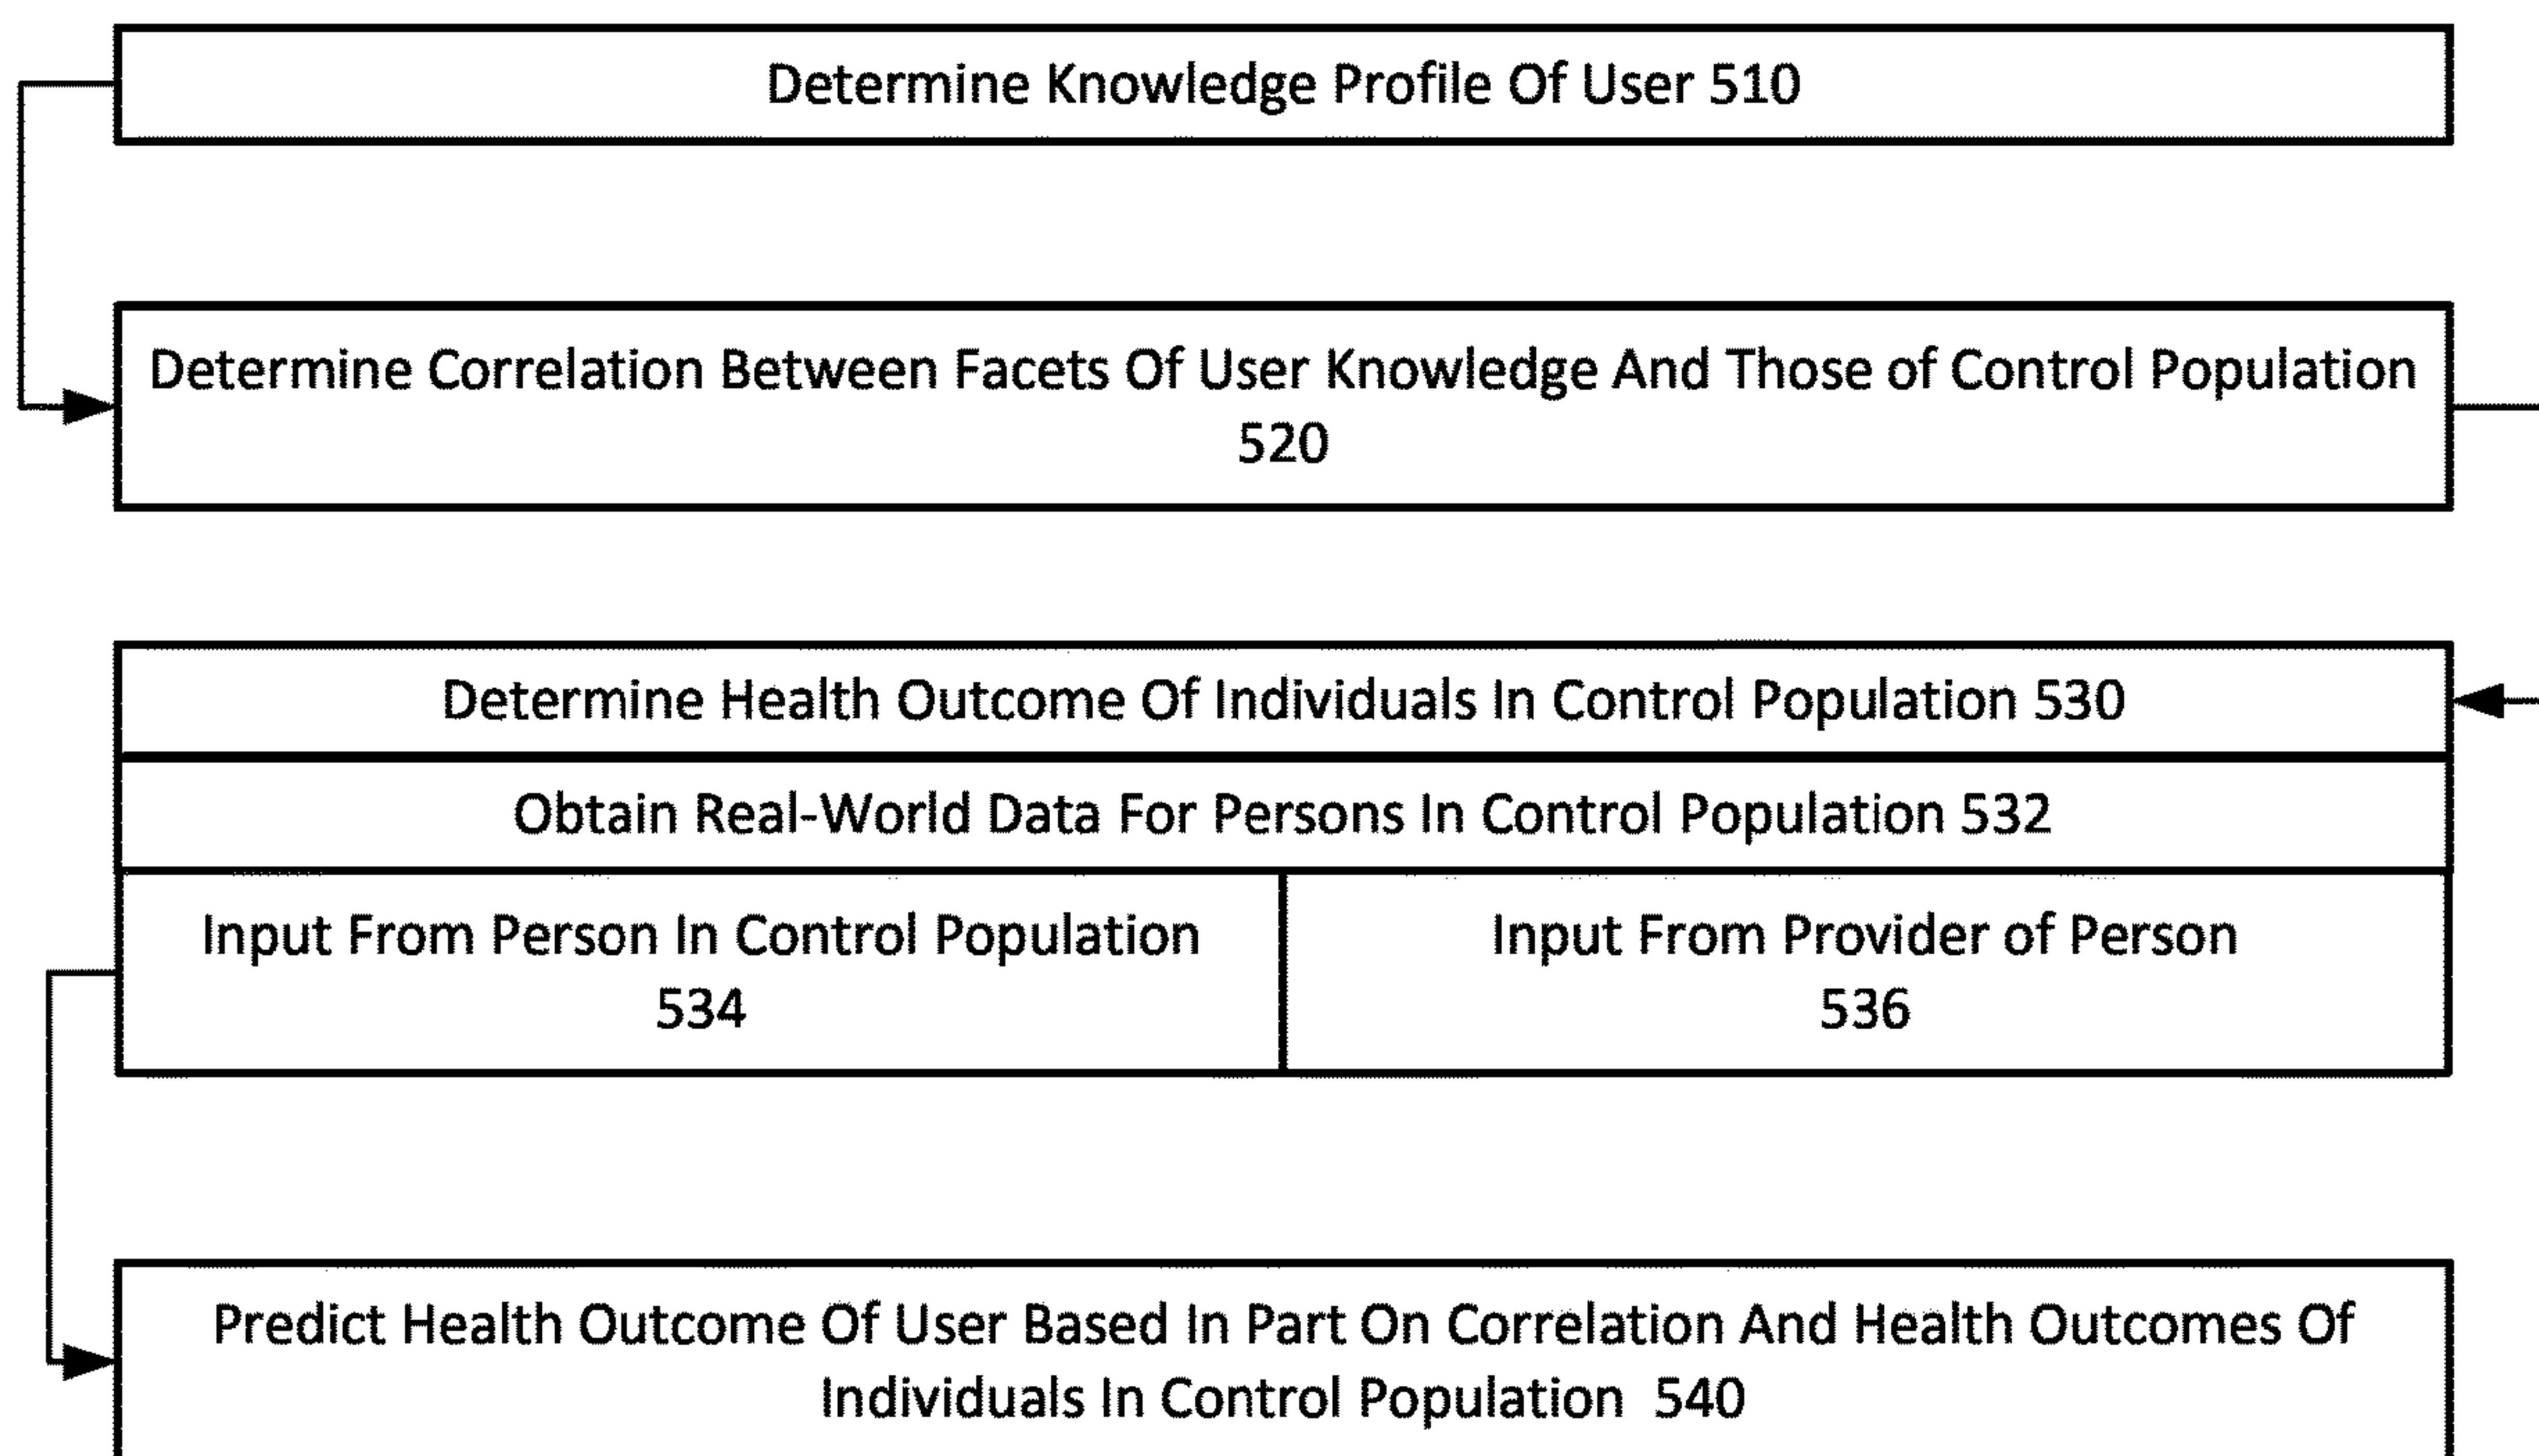 Determine Knowledge Profile Of User 510
Determine Correlation Between Facets Of User Knowledge And Those of Control Population
520
Determine Health Outcome Of Individuals In Control Population 530
Obtain Real-World Data For Persons In Control Population 532
Input From Person In Control Population
534
Input From Provider of Person
536
Predict Health Outcome Of User Based In Part On Correlation And Health Outcomes Of
Individuals In Control Population 540